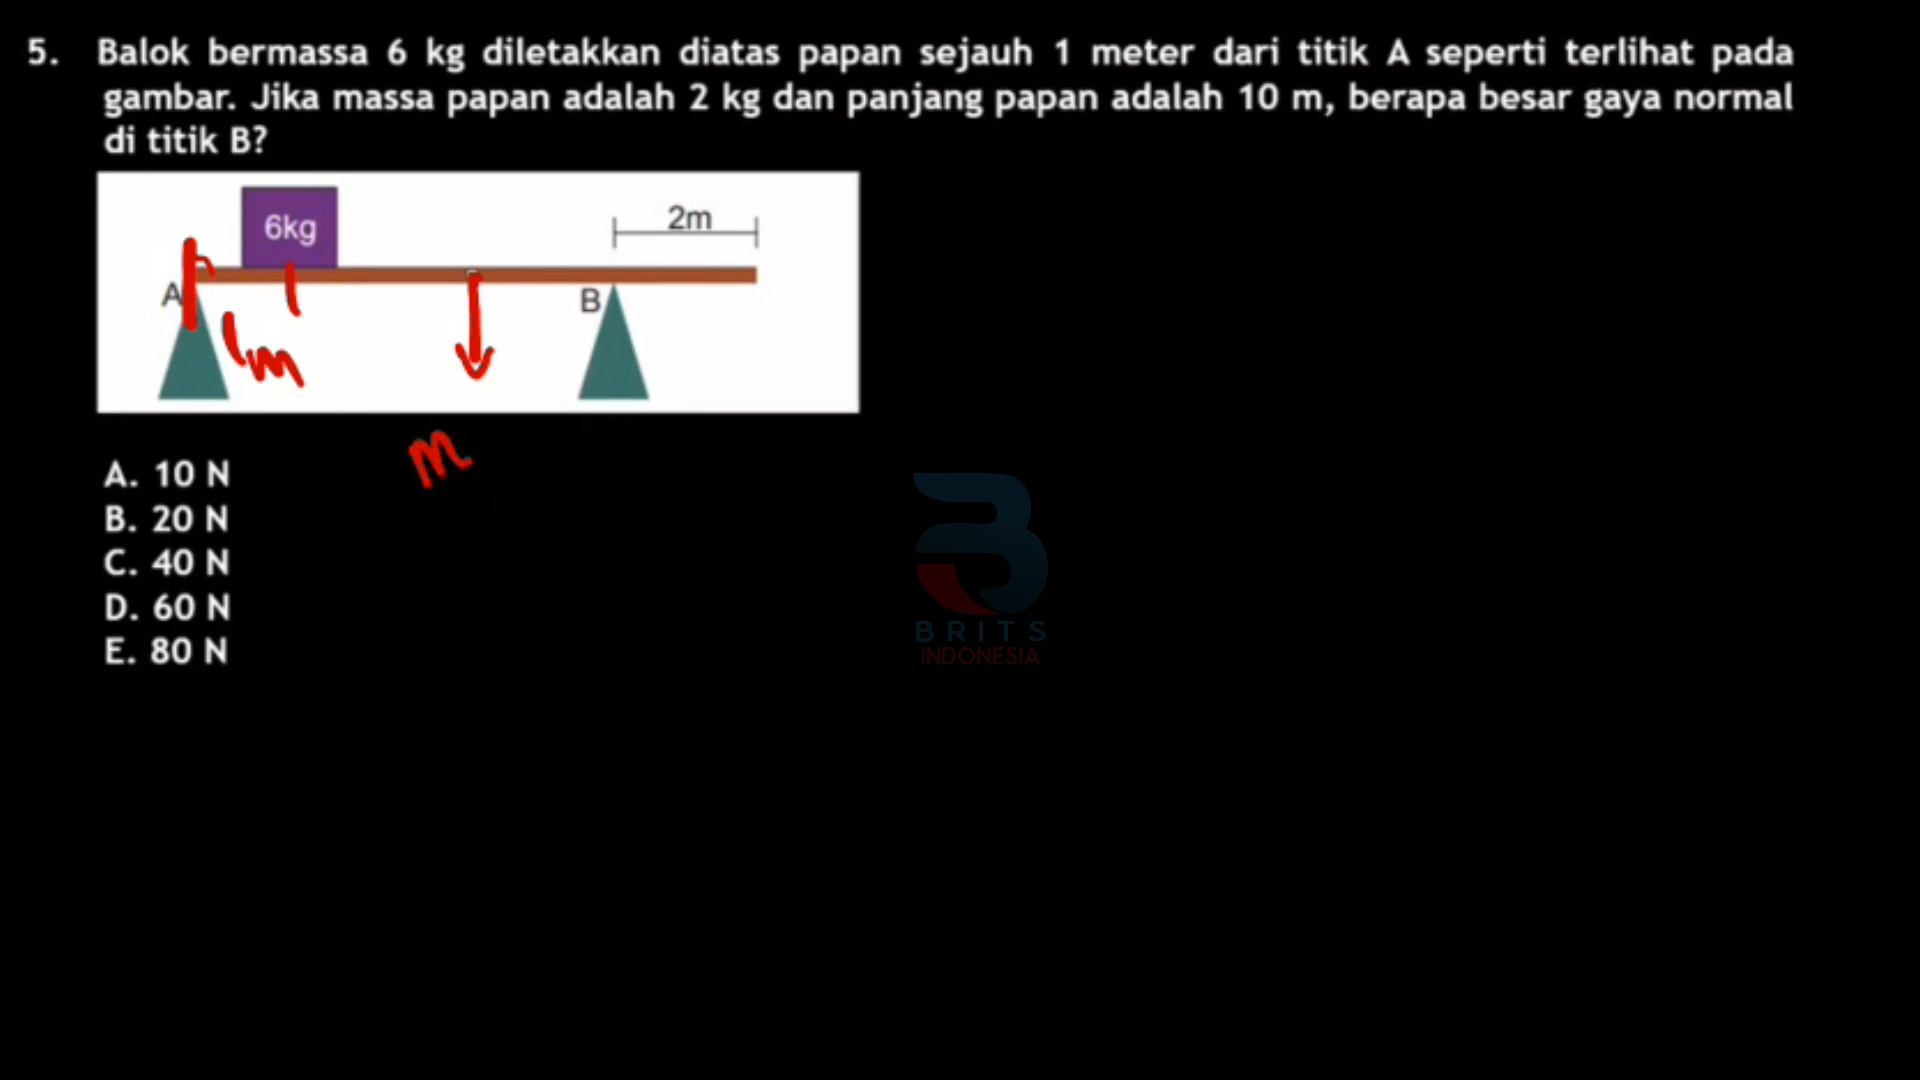 5. Balok bermassa 6 kg diletakkan diatas papan sejauh 1 meter dari titik A seperti terlihat pada
gambar. Jika massa papan adalah 2 kg dan panjang papan adalah 10 m, berapa besar gaya normal
di titik B?
6kg
2m
A
B
1m
m
A. 10 N
B. 20 N
C. 40 N
D. 60 N
E. 80 N
BRITS
INDONESIA